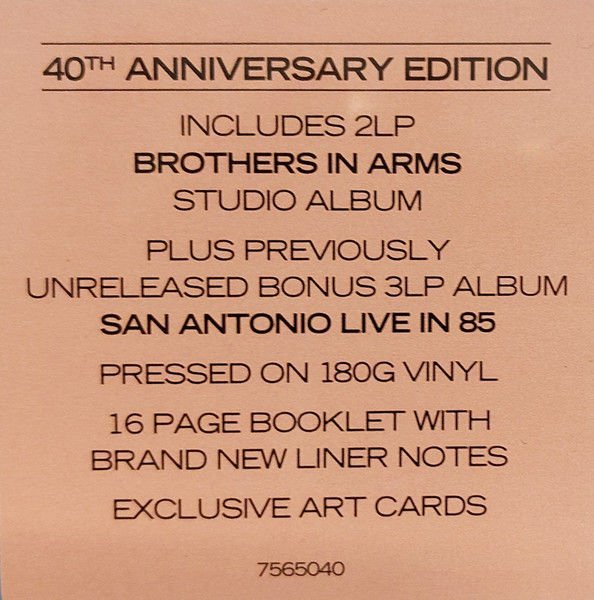 40TH ANNIVERSARY EDITION
INCLUDES 2LP
BROTHERS IN ARMS
STUDIO ALBUM
PLUS PREVIOUSLY
UNRELEASED BONUS 3LP ALBUM
SAN ANTONIO LIVE IN 85
PRESSED ON 180G VINYL
16 PAGE BOOKLET WITH
BRAND NEW LINER NOTES
EXCLUSIVE ART CARDS
7565040